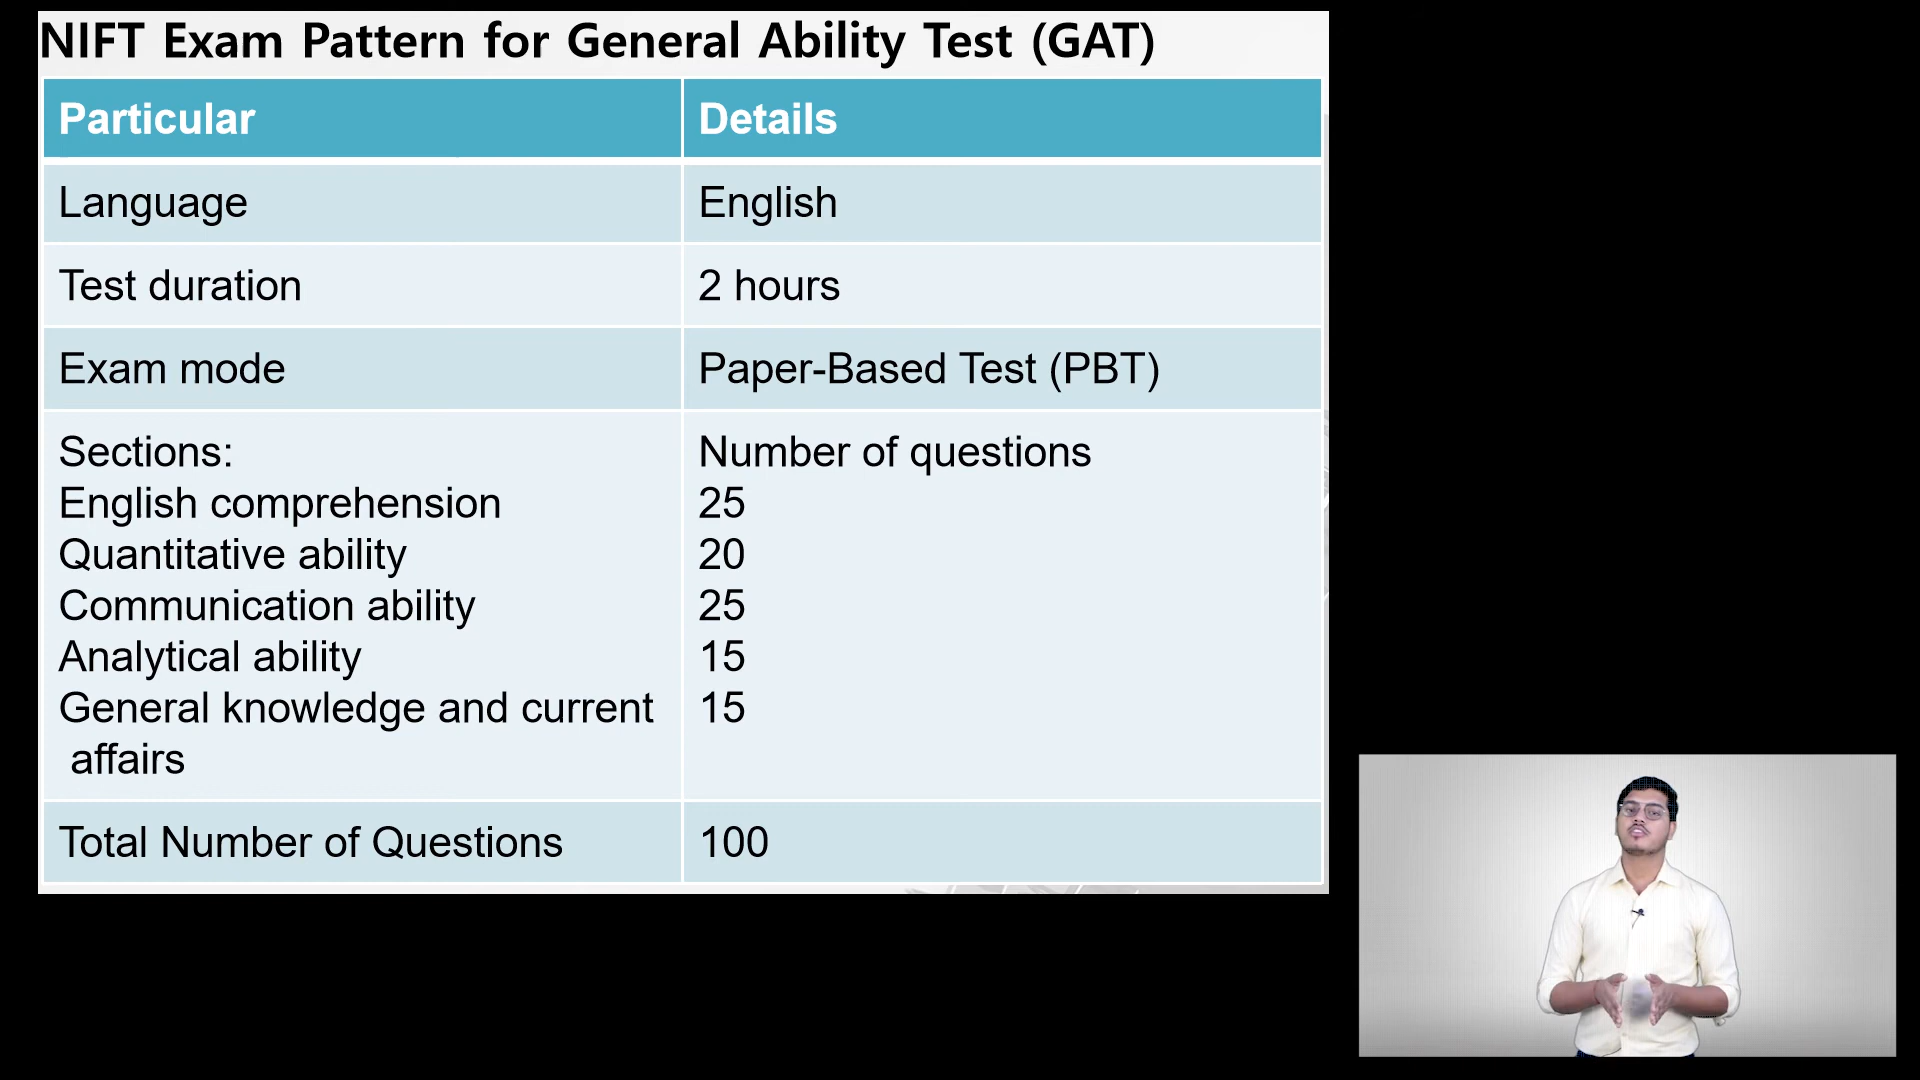 NIFT Exam Pattern for General Ability Test (GAT)
Particular Details
Language English
Test duration 2 hours
Exam mode Paper-Based Test (PBT)
Sections: Number of questions
English comprehension 25
Quantitative ability 20
Communication ability 25
Analytical ability 15
General knowledge and current 15
affairs
Total Number of Questions 100